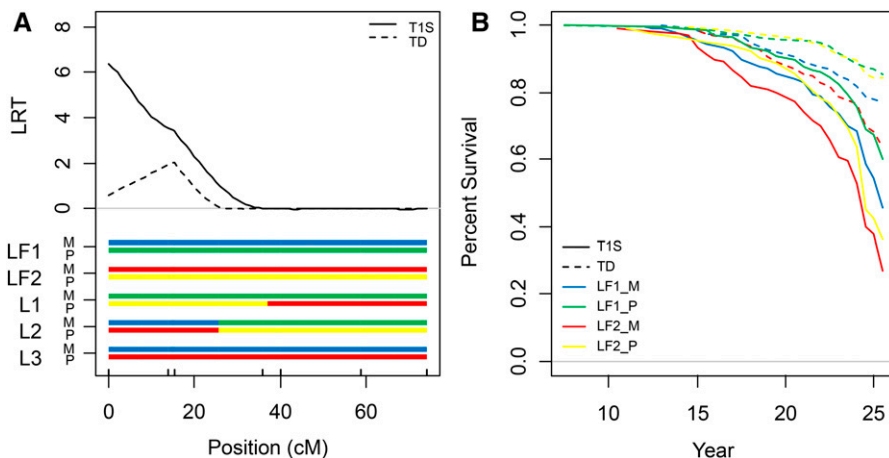 A
T1S
TD
8
6
4
2
0
LRT
LF1 M P
LF2 M P
L1 M P
L2 M P
L3 M P
0 20 40 60
Position (cM)
B
1.0
0.8
0.6
0.4
0.2
0.0
Percent Survival
T1S
TD
LF1_M
LF1_P
LF2_M
LF2_P
10 15 20 25
Year